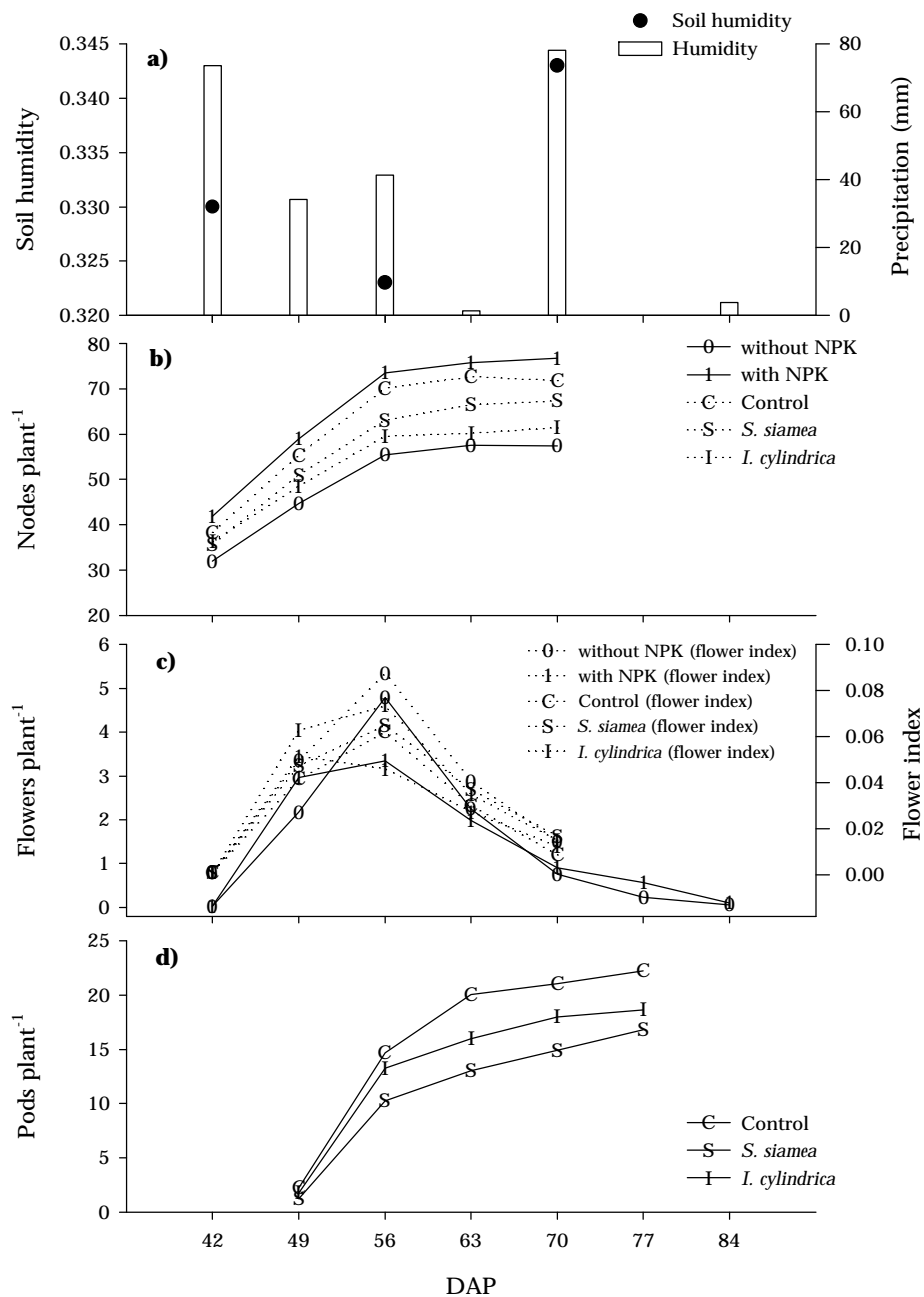 Soil humidity
Humidity
a)
0.345
0.340
0.335
0.330
0.325
0.320
Soil humidity
80
60
40
20
0
Precipitation (mm)
b)
80
70
60
50
40
30
20
Nodes plant-1
0 without NPK
1 with NPK
C Control
S S. siamea
I I. cylindrica
c)
6
5
4
3
2
1
0
Flowers plant-1
0 without NPK (flower index)
1 with NPK (flower index)
C Control (flower index)
S S. siamea (flower index)
I I. cylindrica (flower index)
0.10
0.08
0.06
0.04
0.02
0.00
Flower index
d)
25
20
15
10
5
0
Pods plant-1
C Control
S S. siamea
I I. cylindrica
42 49 56 63 70 77 84
DAP